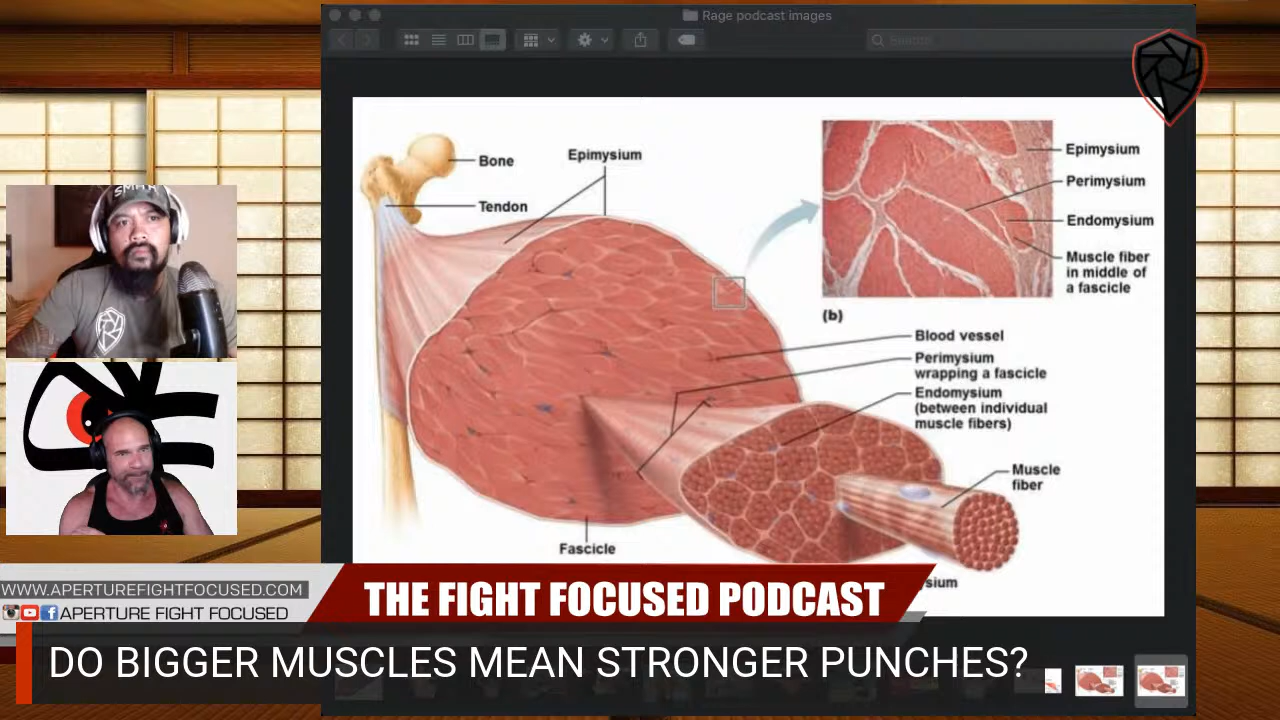 Rage podcast images
Search
SMITH
Bone
Epimysium
Tendon
Epimysium
Perimysium
Endomysium
Muscle fiber
in middle of
a fascicle
(b)
Blood vessel
Perimysium
wrapping a fascicle
Endomysium
(between individual
muscle fibers)
Muscle
fiber
Fascicle
WWW.APERTUREFIGHTFOCUSED.COM
APERTURE FIGHT FOCUSED
THE FIGHT FOCUSED PODCAST
DO BIGGER MUSCLES MEAN STRONGER PUNCHES?